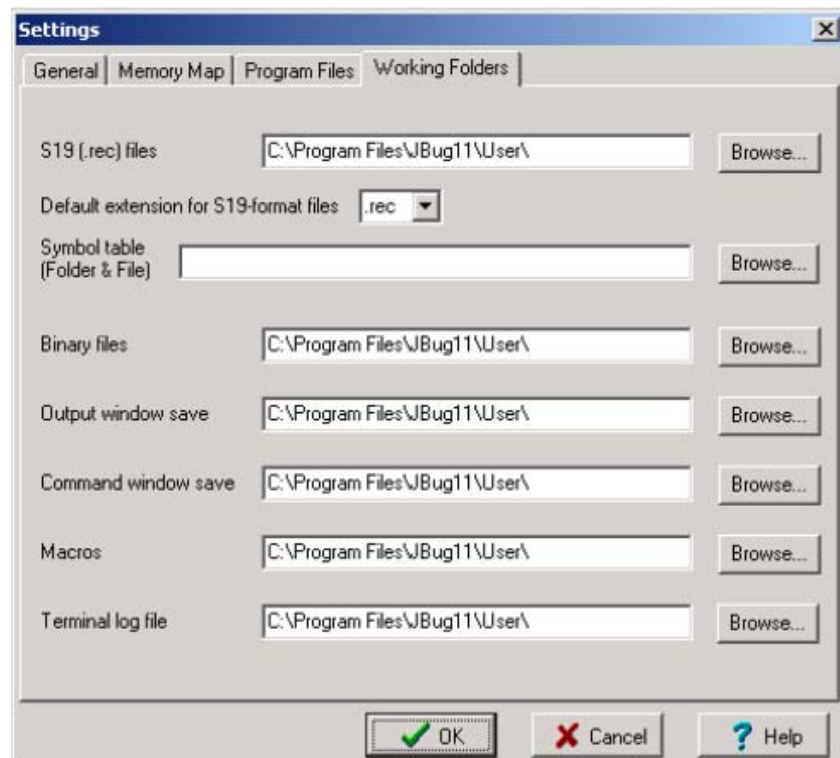 Settings
General Memory Map Program Files Working Folders
S19 (.rec) files C:\Program Files\JBug11\User\ Browse...
Default extension for S19-format files .rec
Symbol table
(Folder & File) Browse...
Binary files C:\Program Files\JBug11\User\ Browse...
Output window save C:\Program Files\JBug11\User\ Browse...
Command window save C:\Program Files\JBug11\User\ Browse...
Macros C:\Program Files\JBug11\User\ Browse...
Terminal log file C:\Program Files\JBug11\User\ Browse...
OK Cancel ? Help